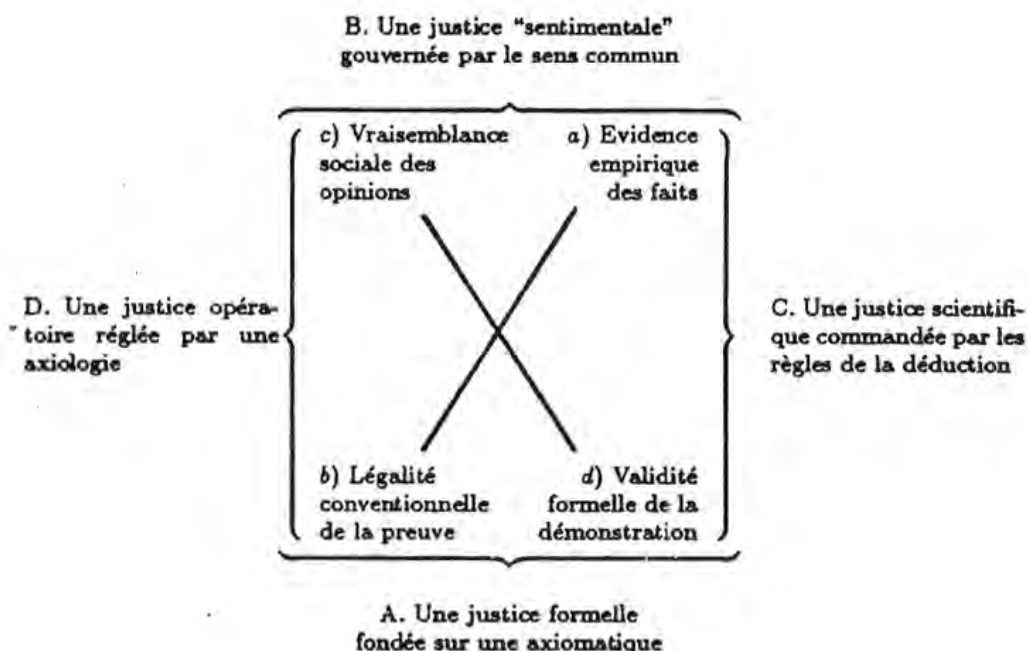 B. Une justice “sentimentale”
gouvernée par le sens commun
c) Vraisemblance
sociale des
opinions
a) Evidence
empirique
des faits
D. Une justice opéra-
toire réglée par une
axiologie
C. Une justice scientifi-
que commandée par les
règles de la déduction
b) Légalité
conventionnelle
de la preuve
d) Validité
formelle de la
démonstration
A. Une justice formelle
fondée sur une axiomatique